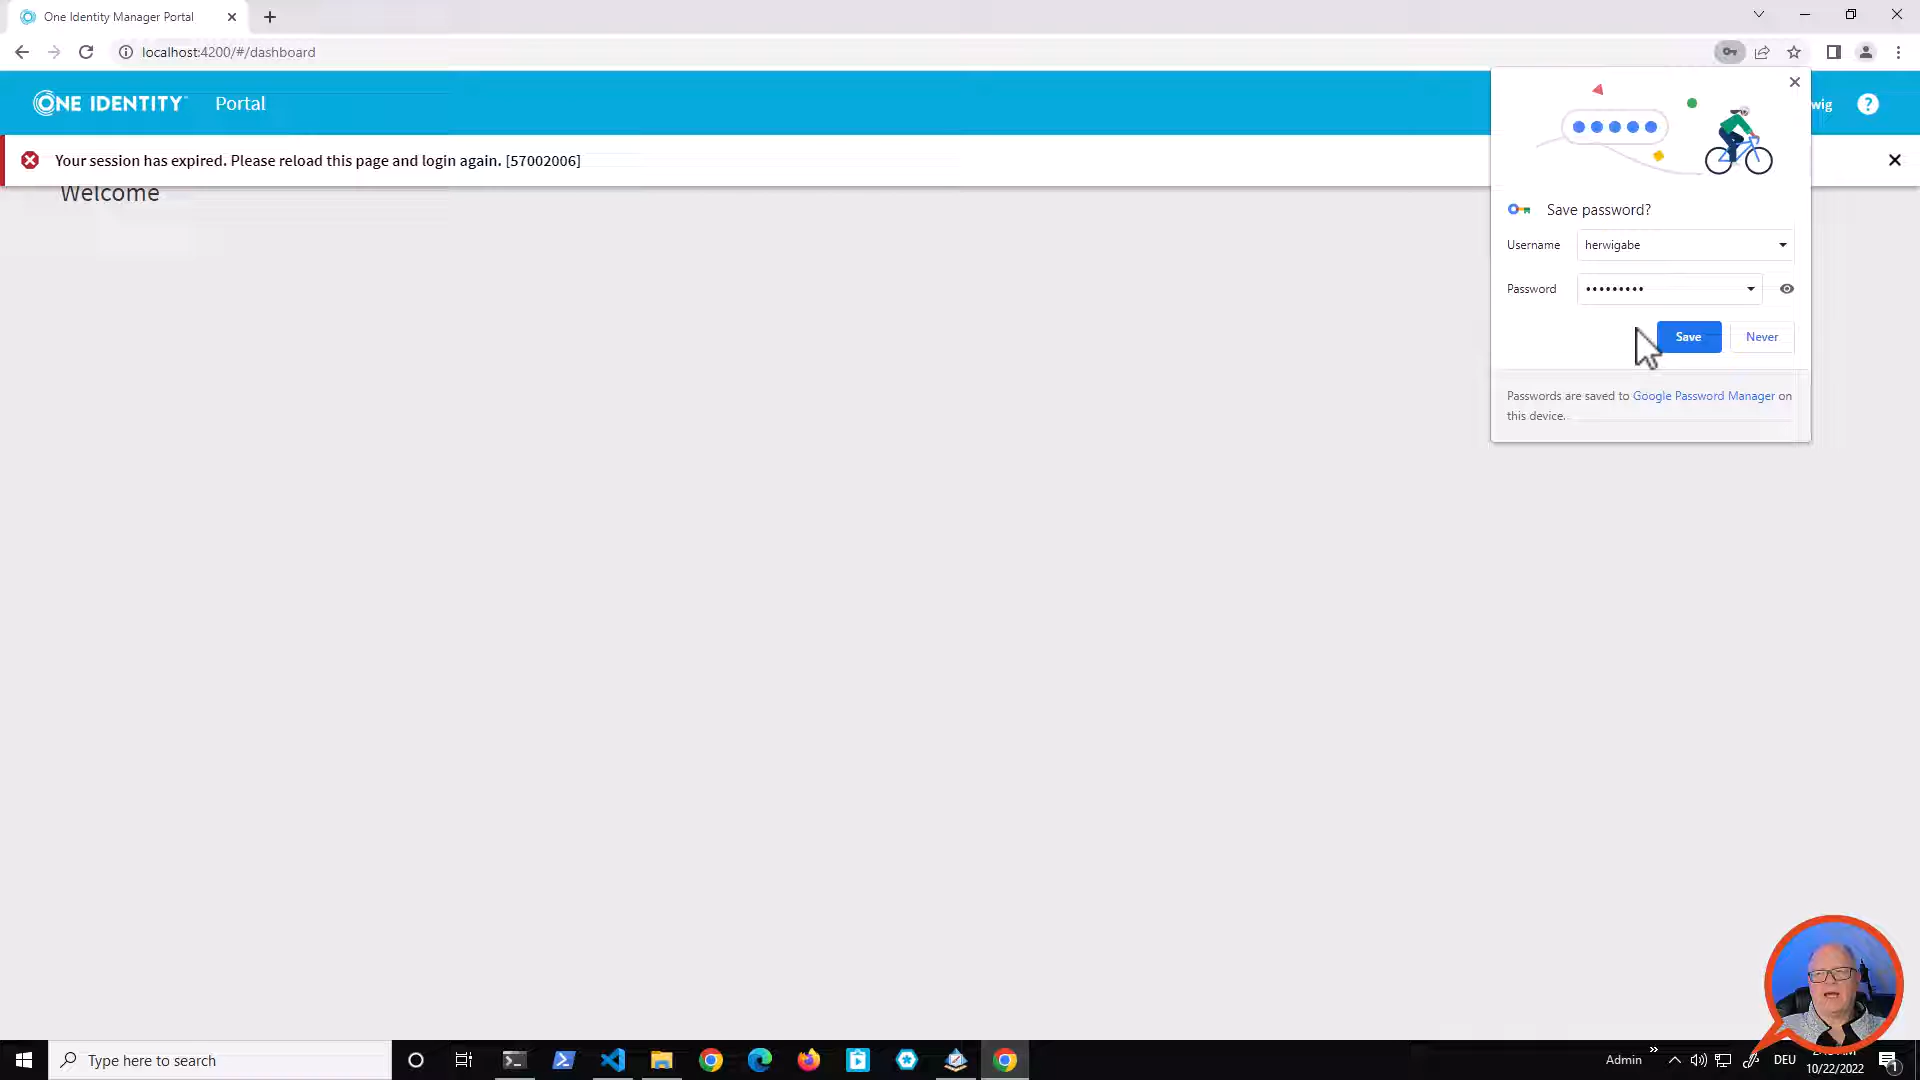 One Identity Manager Portal
localhost:4200/#/dashboard
ONE IDENTITY Portal
wig
Your session has expired. Please reload this page and login again. [57002006]
Welcome
Save password?
Username herwigabe
Password •••••••••
Save Never
Passwords are saved to Google Password Manager on
this device.
Type here to search
Admin
DEU
10/22/2022
1